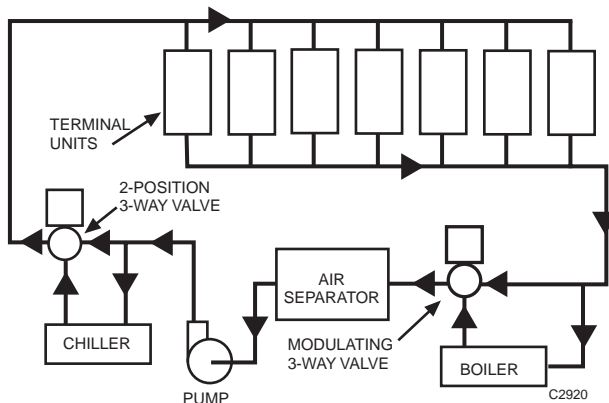 TERMINAL
UNITS
2-POSITION
3-WAY VALVE
AIR
SEPARATOR
CHILLER
MODULATING
3-WAY VALVE
BOILER
PUMP
C2920